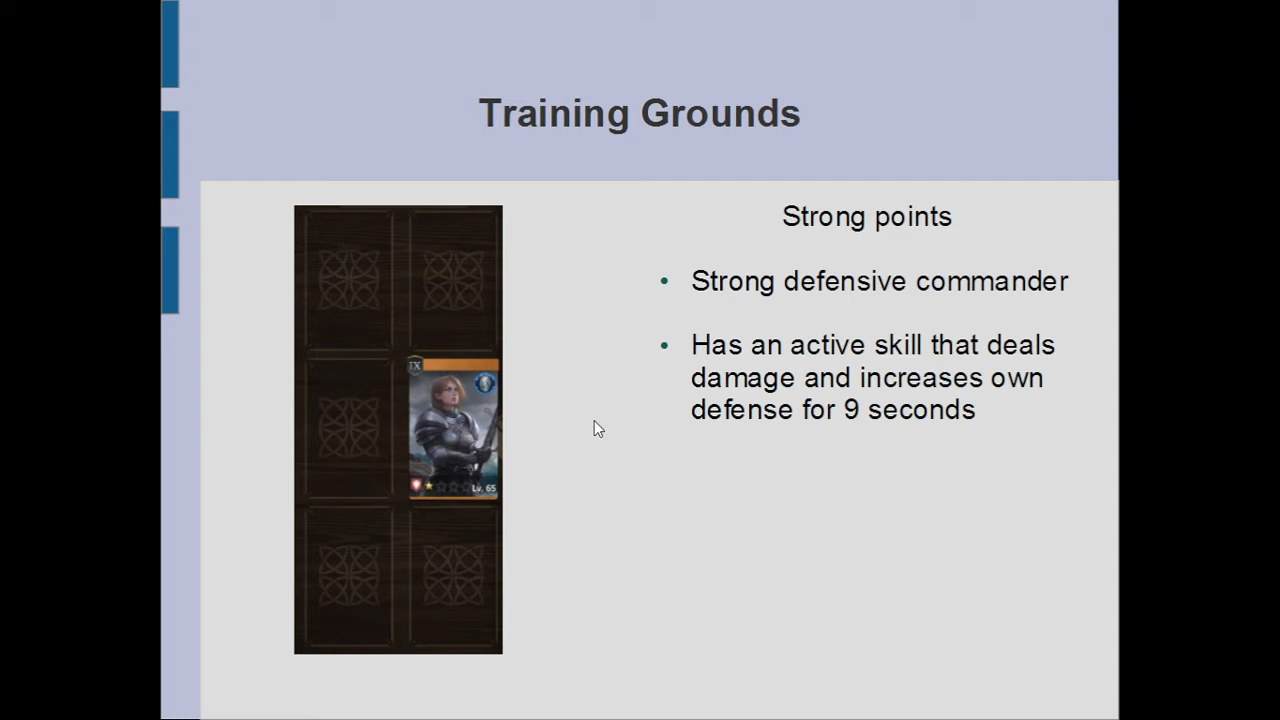 Training Grounds
Strong points
• Strong defensive commander
• Has an active skill that deals
damage and increases own
defense for 9 seconds
IX
Lv. 65